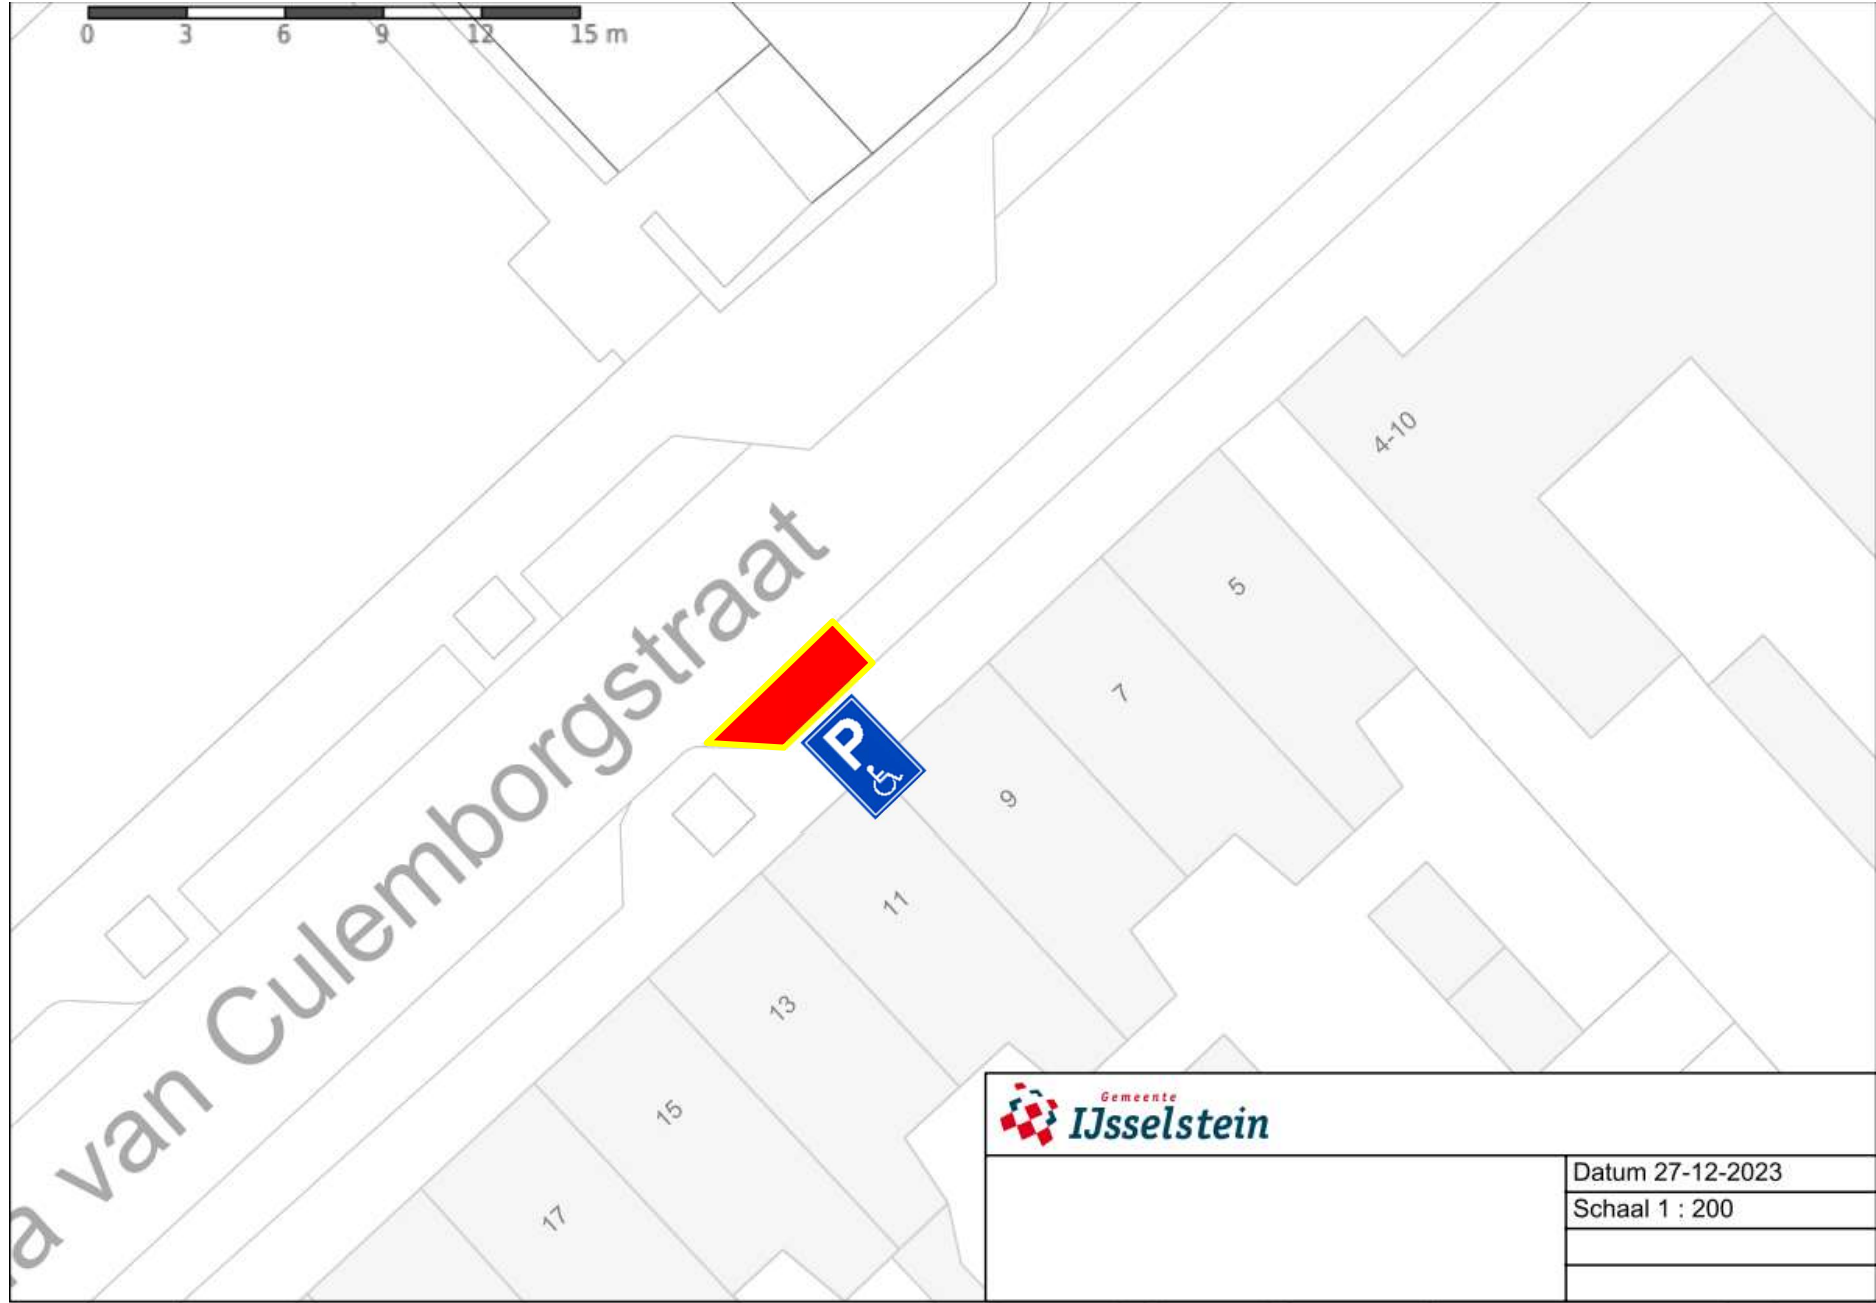 0 3 6 9 12 15 m
4-10
5
7
9
11
13
15
17
a van Culemborgstraat
P
Gemeente
IJsselstein
Datum 27-12-2023
Schaal 1 : 200